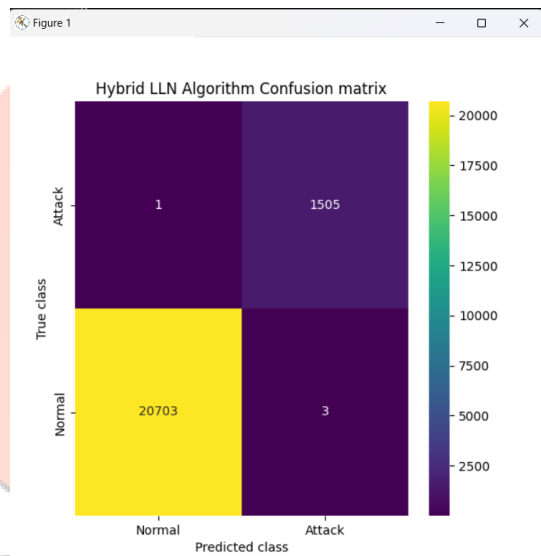 Figure 1
Hybrid LLN Algorithm Confusion matrix
True class
Attack
Normal
1
1505
20703
3
Normal
Attack
Predicted class
20000
17500
15000
12500
10000
7500
5000
2500